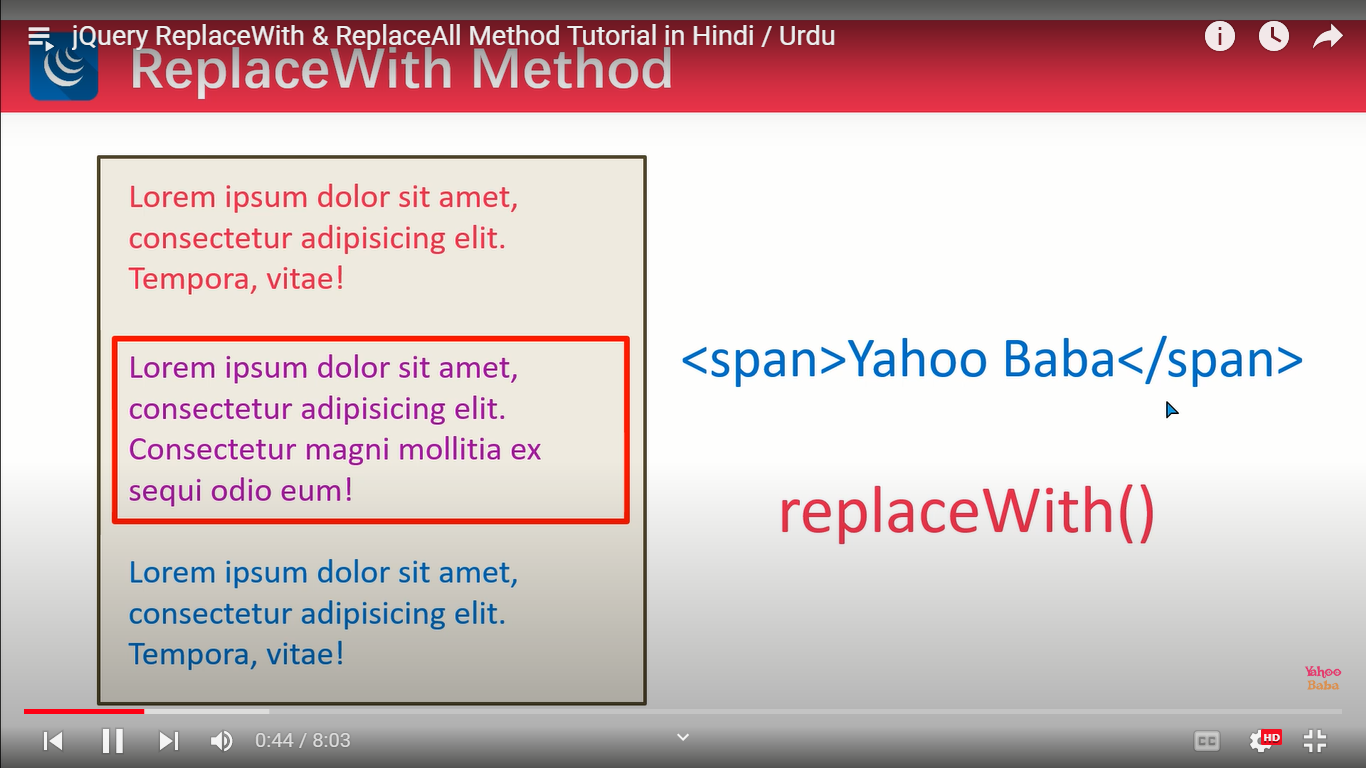 jQuery ReplaceWith & ReplaceAll Method Tutorial in Hindi / Urdu
ReplaceWith Method
Lorem ipsum dolor sit amet,
consectetur adipisicing elit.
Tempora, vitae!
Lorem ipsum dolor sit amet,
consectetur adipisicing elit.
Consectetur magni mollitia ex
sequi odio eum!
Lorem ipsum dolor sit amet,
consectetur adipisicing elit.
Tempora, vitae!
<span>Yahoo Baba</span>
replaceWith()
Yahoo
Baba
0:44 / 8:03
CC
HD